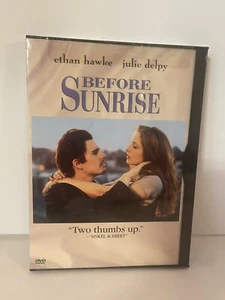 ethan hawke julie delpy
BEFORE
SUNRISE
"Two thumbs up."
—"SISKEL & EBERT"
DVD